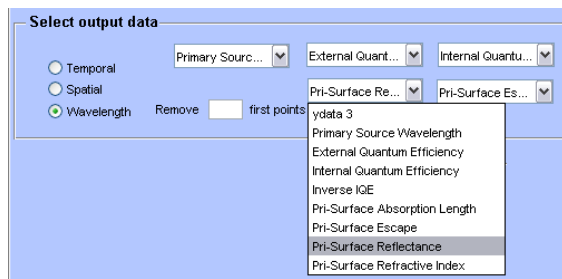 Select output data
Primary Sourc... External Quant... Internal Quantu...
Temporal
Spatial
Pri-Surface Re... Pri-Surface Es...
Wavelength Remove first points
ydata 3
Primary Source Wavelength
External Quantum Efficiency
Internal Quantum Efficiency
Inverse IQE
Pri-Surface Absorption Length
Pri-Surface Escape
Pri-Surface Reflectance
Pri-Surface Refractive Index